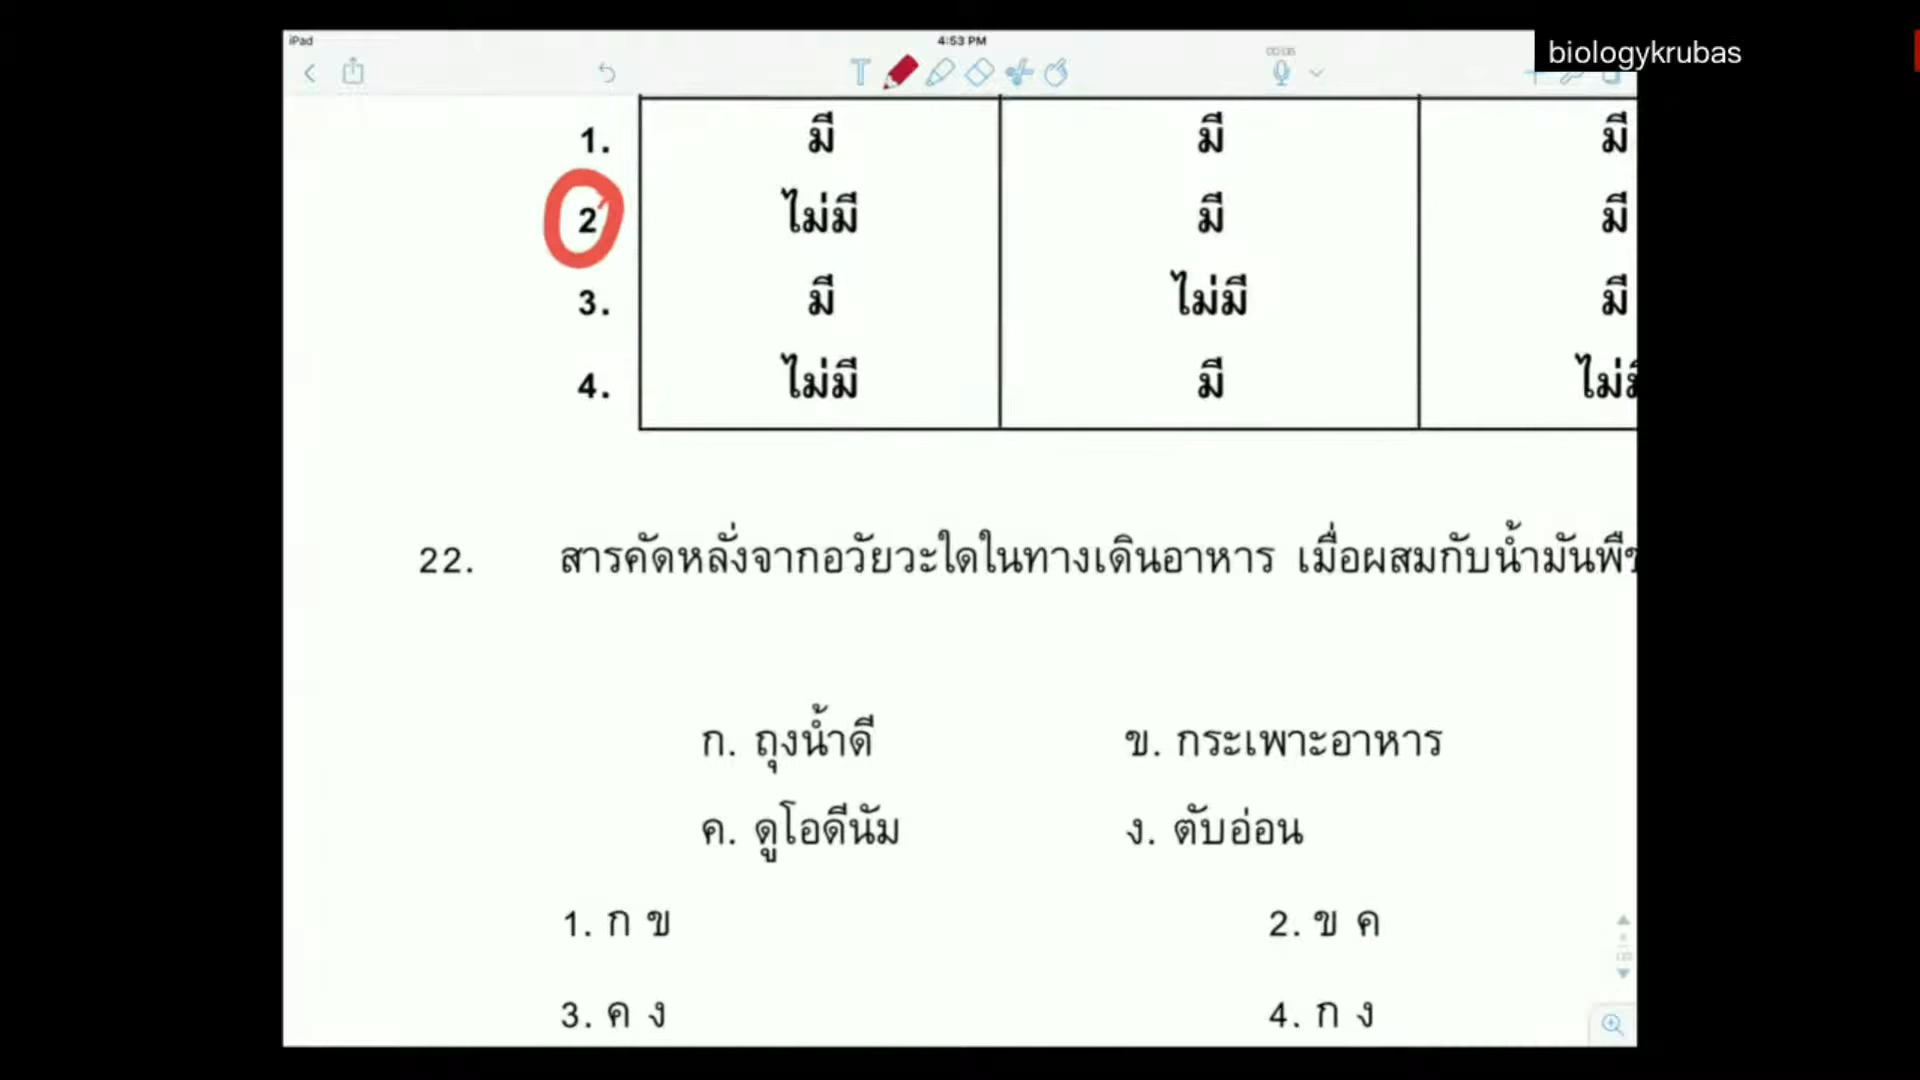 iPad
4:53 PM
biologykrubas
1. มี มี มี
2 ไม่มี มี มี
3. มี ไม่มี มี
4. ไม่มี มี
22. สารคัดหลั่งจากอวัยวะใดในทางเดินอาหาร เมื่อผสมกับน้ำมันพืช
ก. ถุงน้ำดี ข. กระเพาะอาหาร
ค. ดูโอดีนัม ง. ตับอ่อน
1. ก ข 2. ข ค
3. ค ง 4. ก ง